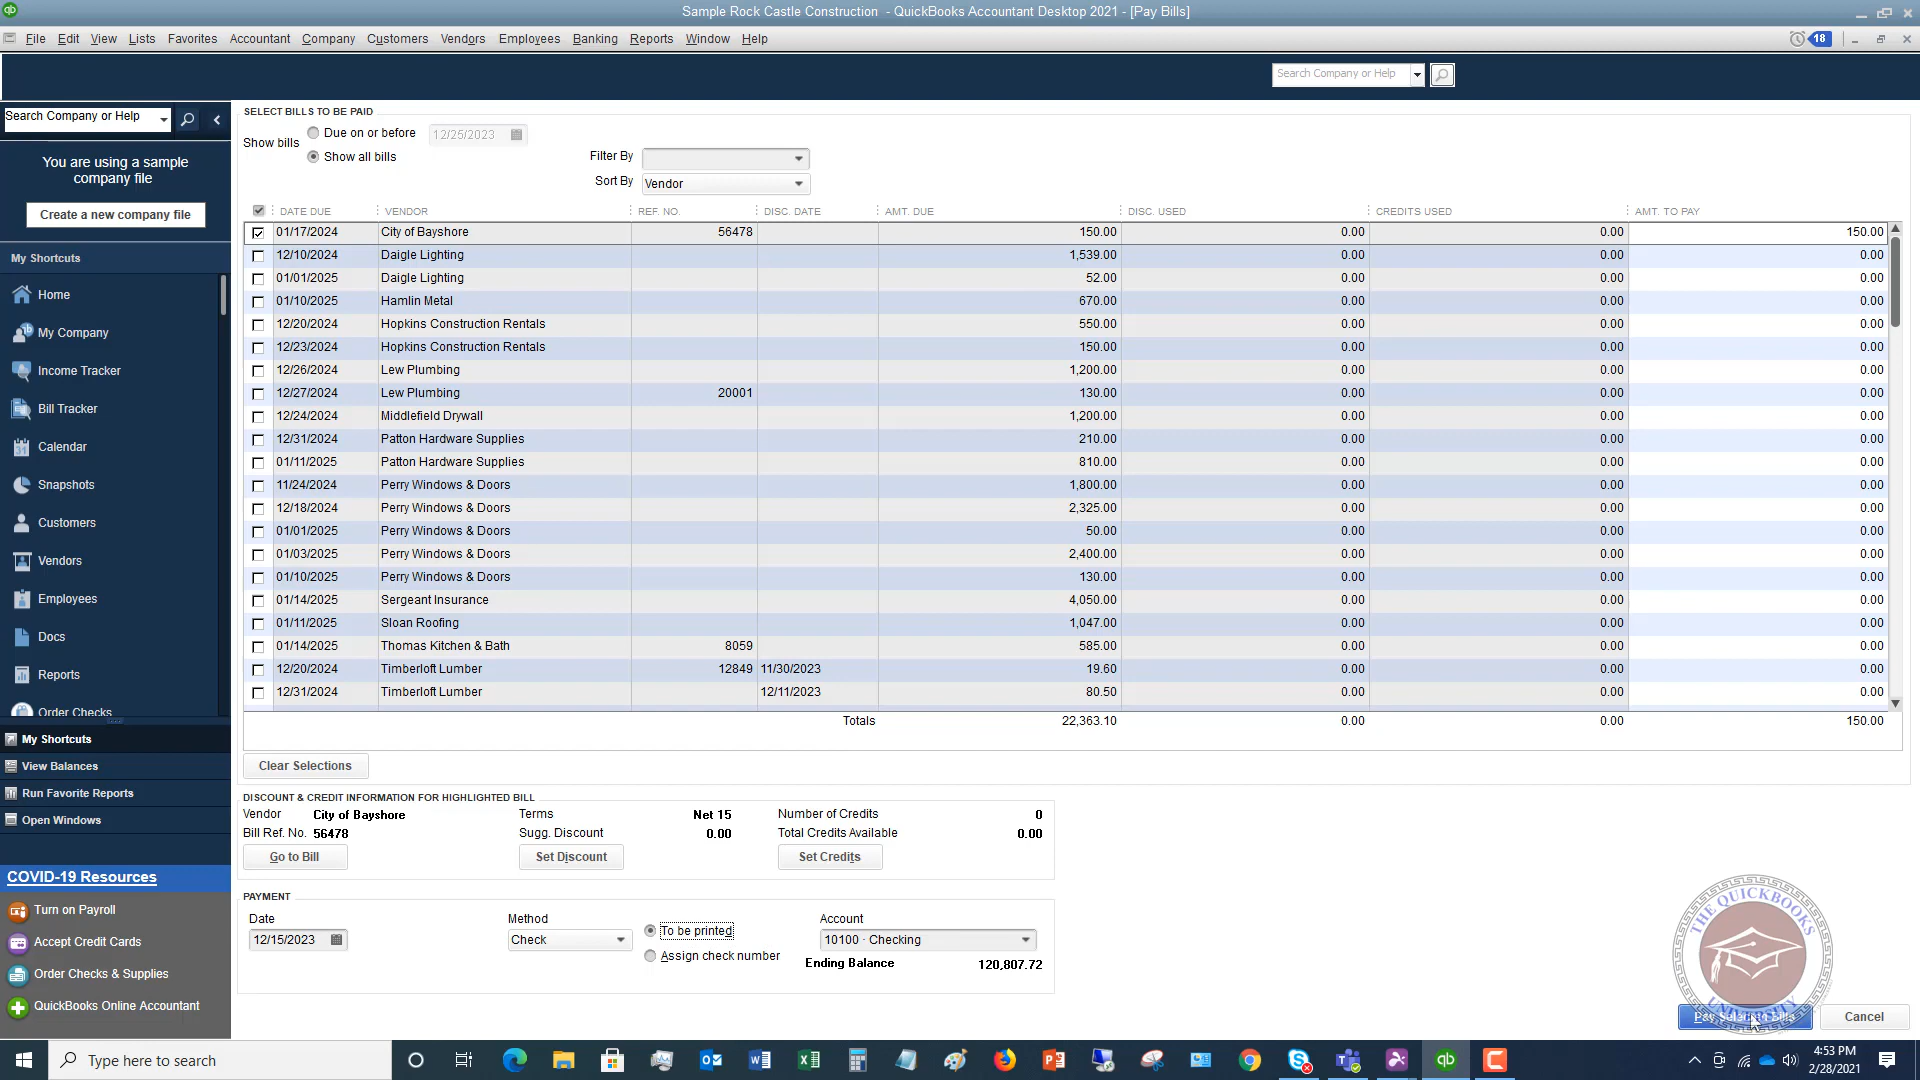 Sample Rock Castle Construction - QuickBooks Accountant Desktop 2021 - [Pay Bills]
File Edit View Lists Favorites Accountant Company Customers Vendors Employees Banking Reports Window Help
18
Search Company or Help
Search Company or Help
You are using a sample
company file
Create a new company file
My Shortcuts
Home
My Company
Income Tracker
Bill Tracker
Calendar
Snapshots
Customers
Vendors
Employees
Docs
Reports
Order Checks
My Shortcuts
View Balances
Run Favorite Reports
Open Windows
COVID-19 Resources
Turn on Payroll
Accept Credit Cards
Order Checks & Supplies
QuickBooks Online Accountant
SELECT BILLS TO BE PAID
Show bills
Due on or before 12/25/2023
Show all bills
Filter By
Sort By Vendor
DATE DUE VENDOR REF. NO. DISC. DATE AMT. DUE DISC. USED CREDITS USED AMT. TO PAY
01/17/2024 City of Bayshore 56478 150.00 0.00 0.00 150.00
12/10/2024 Daigle Lighting 1,539.00 0.00 0.00 0.00
01/01/2025 Daigle Lighting 52.00 0.00 0.00 0.00
01/10/2025 Hamlin Metal 670.00 0.00 0.00 0.00
12/20/2024 Hopkins Construction Rentals 550.00 0.00 0.00 0.00
12/23/2024 Hopkins Construction Rentals 150.00 0.00 0.00 0.00
12/26/2024 Lew Plumbing 1,200.00 0.00 0.00 0.00
12/27/2024 Lew Plumbing 20001 130.00 0.00 0.00 0.00
12/24/2024 Middlefield Drywall 1,200.00 0.00 0.00 0.00
12/31/2024 Patton Hardware Supplies 210.00 0.00 0.00 0.00
01/11/2025 Patton Hardware Supplies 810.00 0.00 0.00 0.00
11/24/2024 Perry Windows & Doors 1,800.00 0.00 0.00 0.00
12/18/2024 Perry Windows & Doors 2,325.00 0.00 0.00 0.00
01/01/2025 Perry Windows & Doors 50.00 0.00 0.00 0.00
01/03/2025 Perry Windows & Doors 2,400.00 0.00 0.00 0.00
01/10/2025 Perry Windows & Doors 130.00 0.00 0.00 0.00
01/14/2025 Sergeant Insurance 4,050.00 0.00 0.00 0.00
01/11/2025 Sloan Roofing 1,047.00 0.00 0.00 0.00
01/14/2025 Thomas Kitchen & Bath 8059 585.00 0.00 0.00 0.00
12/20/2024 Timberloft Lumber 12849 11/30/2023 19.60 0.00 0.00 0.00
12/31/2024 Timberloft Lumber 12/11/2023 80.50 0.00 0.00 0.00
Totals 22,363.10 0.00 0.00 150.00
Clear Selections
DISCOUNT & CREDIT INFORMATION FOR HIGHLIGHTED BILL
Vendor City of Bayshore Terms Net 15 Number of Credits 0
Bill Ref. No. 56478 Sugg. Discount 0.00 Total Credits Available 0.00
Go to Bill Set Discount Set Credits
PAYMENT
Date Method Account
12/15/2023 Check To be printed 10100 · Checking
Assign check number
Ending Balance 120,807.72
THE QUICKBOOKS UNIVERSITY
Pay Selected Bills Cancel
Type here to search
4:53 PM
2/28/2021